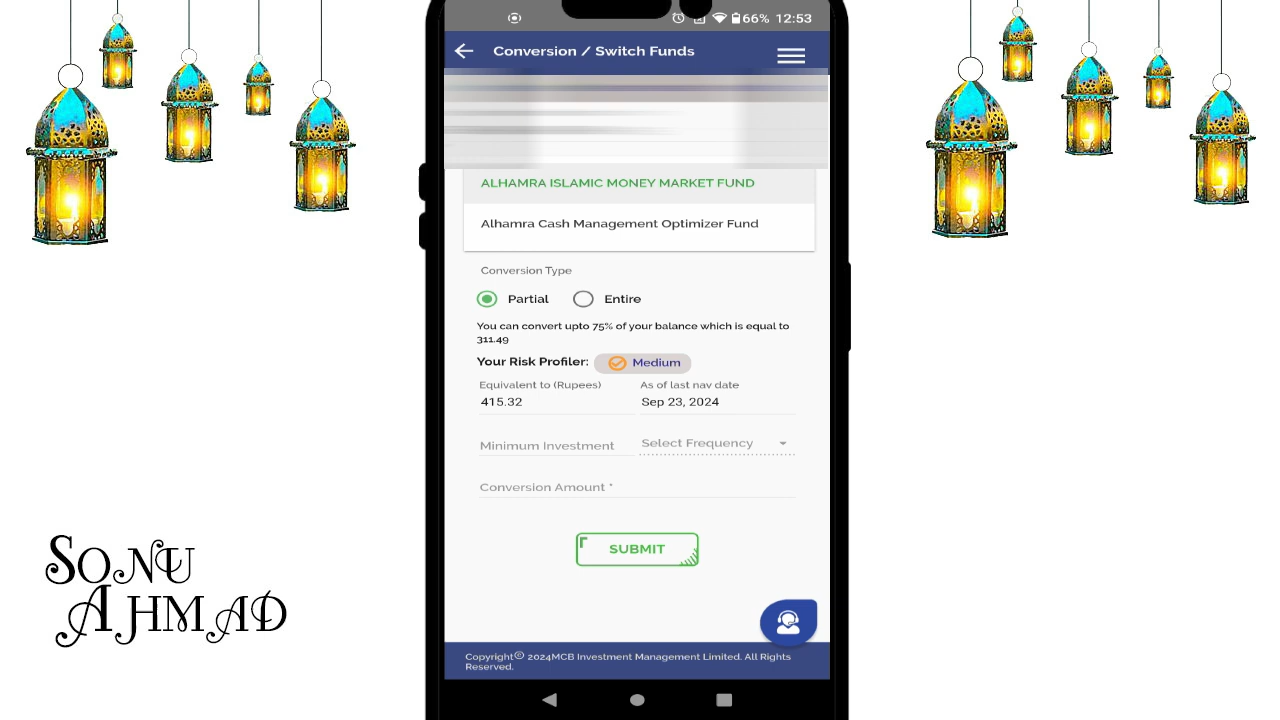 66% 12:53
Conversion / Switch Funds
ALHAMRA ISLAMIC MONEY MARKET FUND
Alhamra Cash Management Optimizer Fund
Conversion Type
Partial Entire
You can convert upto 75% of your balance which is equal to
311.49
Your Risk Profiler: Medium
Equivalent to (Rupees) As of last nav date
415.32 Sep 23, 2024
Minimum Investment Select Frequency
Conversion Amount *
SUBMIT
Copyright© 2024MCB Investment Management Limited. All Rights
Reserved.
SONU
AHMAD